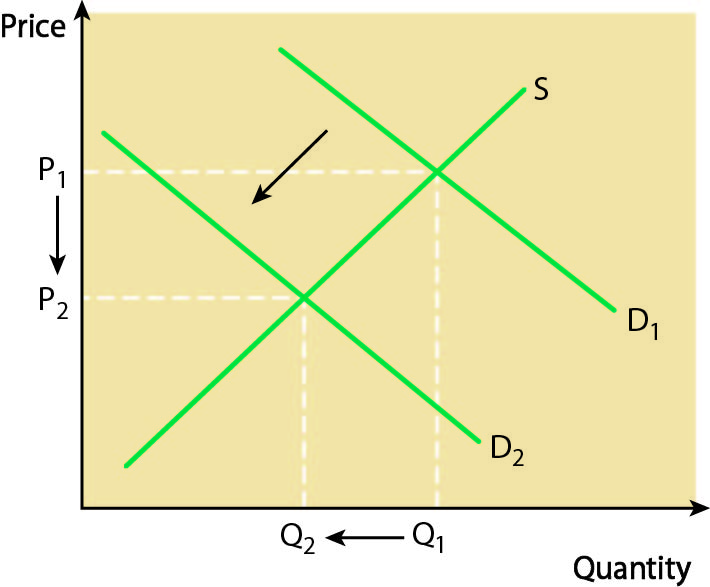 Price
S
P₁
P₂
D₁
D₂
Q₂ Q₁
Quantity